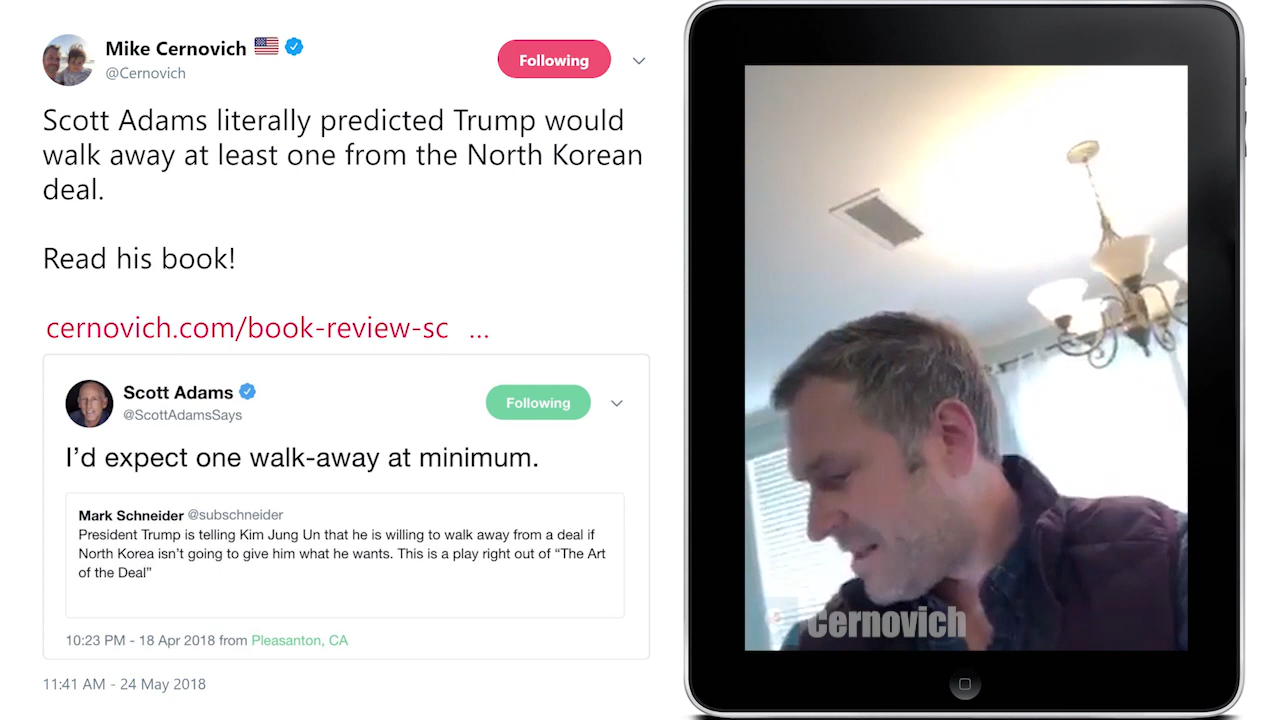 Mike Cernovich
@Cernovich
Following
Scott Adams literally predicted Trump would
walk away at least one from the North Korean
deal.
Read his book!
cernovich.com/book-review-sc ...
Scott Adams
@ScottAdamsSays
Following
I'd expect one walk-away at minimum.
Mark Schneider @subschneider
President Trump is telling Kim Jung Un that he is willing to walk away from a deal if
North Korea isn't going to give him what he wants. This is a play right out of "The Art
of the Deal"
10:23 PM - 18 Apr 2018 from Pleasanton, CA
11:41 AM - 24 May 2018
Cernovich